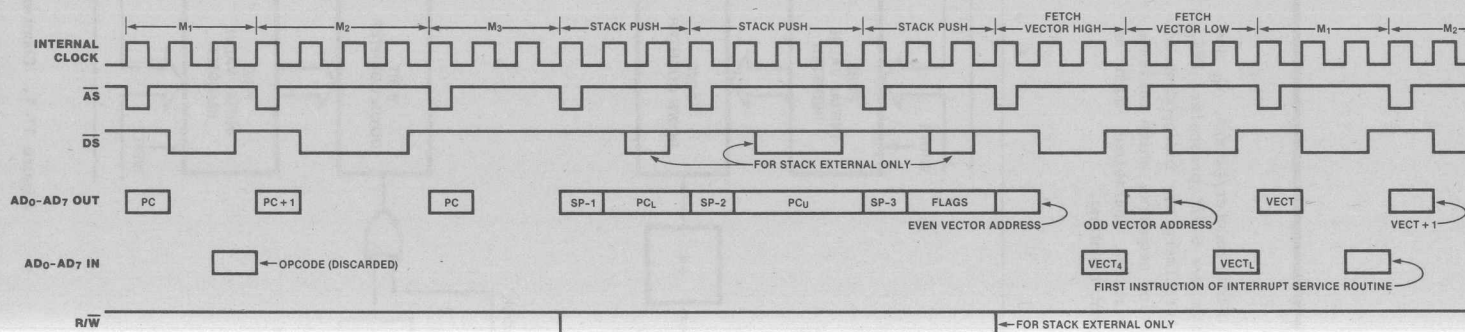 M1 M2 M3 STACK PUSH STACK PUSH STACK PUSH FETCH VECTOR HIGH FETCH VECTOR LOW M1 M2
INTERNAL CLOCK
AS
DS
FOR STACK EXTERNAL ONLY
AD0-AD7 OUT PC PC+1 PC SP-1 PCL SP-2 PCU SP-3 FLAGS VECT
EVEN VECTOR ADDRESS ODD VECTOR ADDRESS VECT+1
AD0-AD7 IN OPCODE (DISCARDED) VECT4 VECTL
FIRST INSTRUCTION OF INTERRUPT SERVICE ROUTINE
R/W FOR STACK EXTERNAL ONLY